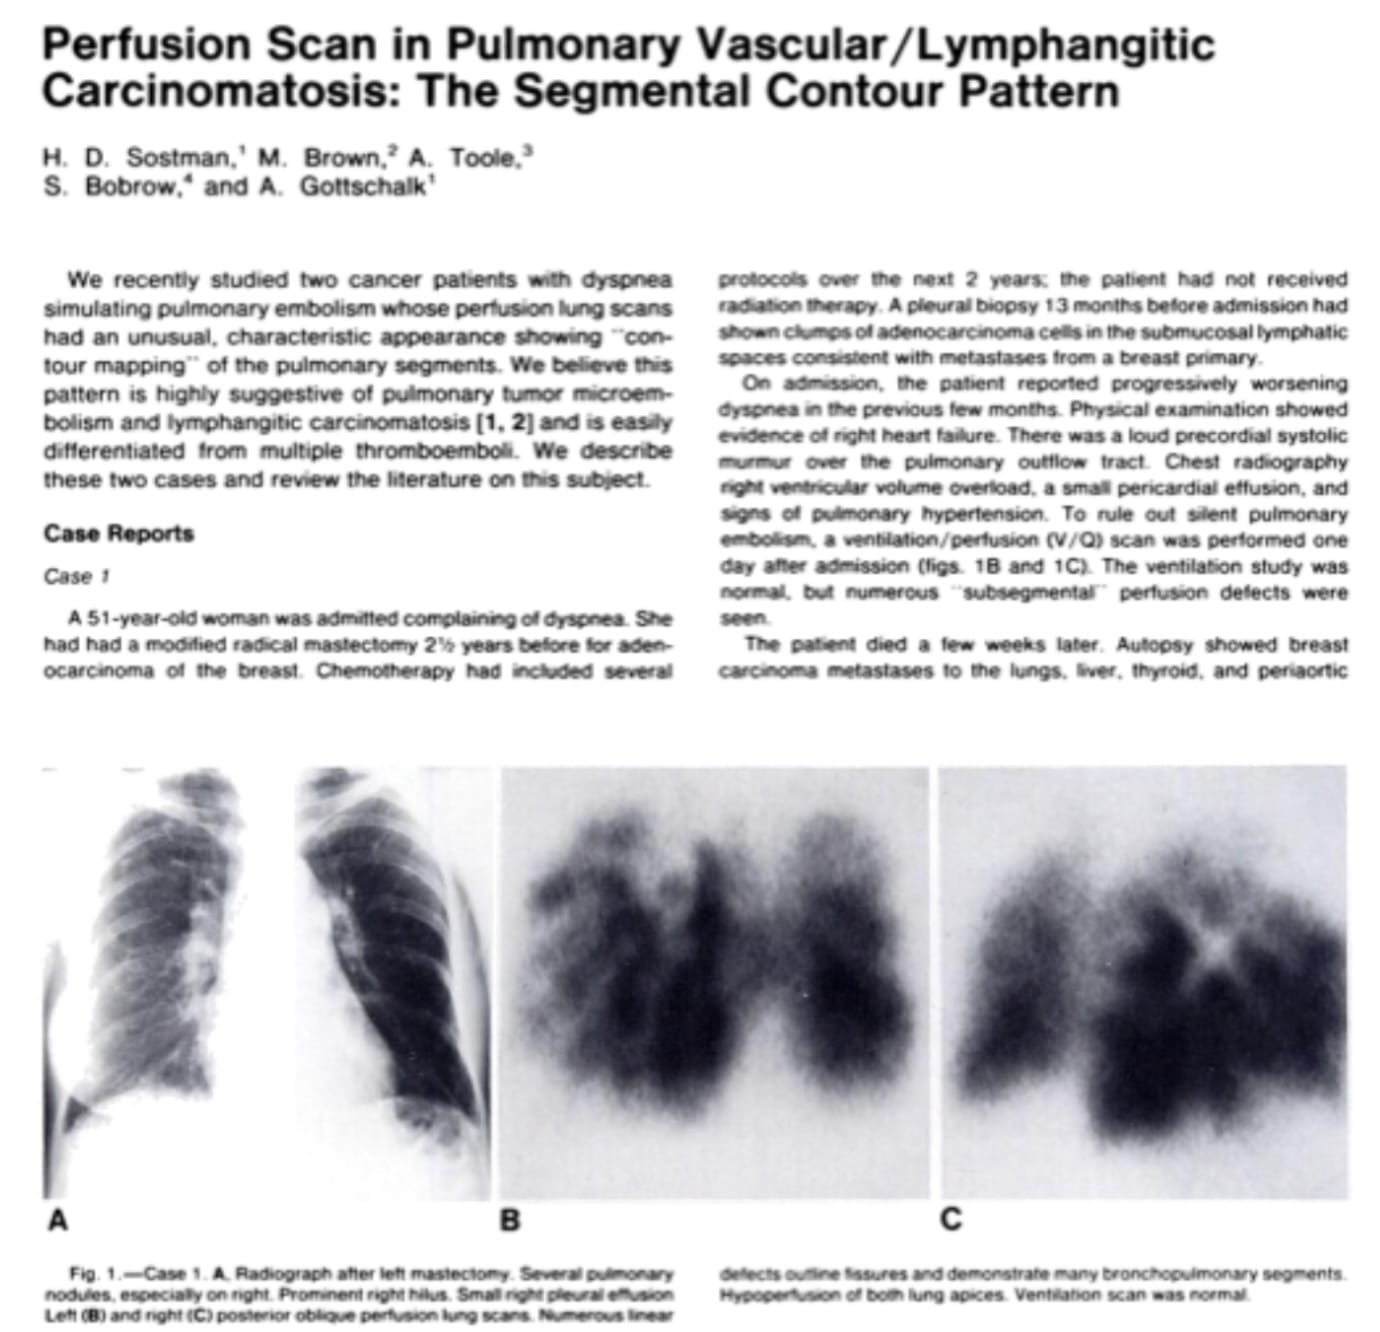 Perfusion Scan in Pulmonary Vascular/Lymphangitic
Carcinomatosis: The Segmental Contour Pattern
H. D. Sostman,¹ M. Brown,² A. Toole,³
S. Bobrow,⁴ and A. Gottschalk¹
We recently studied two cancer patients with dyspnea
simulating pulmonary embolism whose perfusion lung scans
had an unusual, characteristic appearance showing "con-
tour mapping" of the pulmonary segments. We believe this
pattern is highly suggestive of pulmonary tumor microem-
bolism and lymphangitic carcinomatosis [1, 2] and is easily
differentiated from multiple thromboemboli. We describe
these two cases and review the literature on this subject.
Case Reports
Case 1
A 51-year-old woman was admitted complaining of dyspnea. She
had had a modified radical mastectomy 2½ years before for aden-
ocarcinoma of the breast. Chemotherapy had included several
protocols over the next 2 years; the patient had not received
radiation therapy. A pleural biopsy 13 months before admission had
shown clumps of adenocarcinoma cells in the submucosal lymphatic
spaces consistent with metastases from a breast primary.
On admission, the patient reported progressively worsening
dyspnea in the previous few months. Physical examination showed
evidence of right heart failure. There was a loud precordial systolic
murmur over the pulmonary outflow tract. Chest radiography
right ventricular volume overload, a small pericardial effusion, and
signs of pulmonary hypertension. To rule out silent pulmonary
embolism, a ventilation/perfusion (V/Q) scan was performed one
day after admission (figs. 1B and 1C). The ventilation study was
normal, but numerous "subsegmental" perfusion defects were
seen.
The patient died a few weeks later. Autopsy showed breast
carcinoma metastases to the lungs, liver, thyroid, and periaortic
A
B
C
Fig. 1.—Case 1. A, Radiograph after left mastectomy. Several pulmonary
nodules, especially on right. Prominent right hilus. Small right pleural effusion
Left (B) and right (C) posterior oblique perfusion lung scans. Numerous linear
defects outline fissures and demonstrate many bronchopulmonary segments.
Hypoperfusion of both lung apices. Ventilation scan was normal.